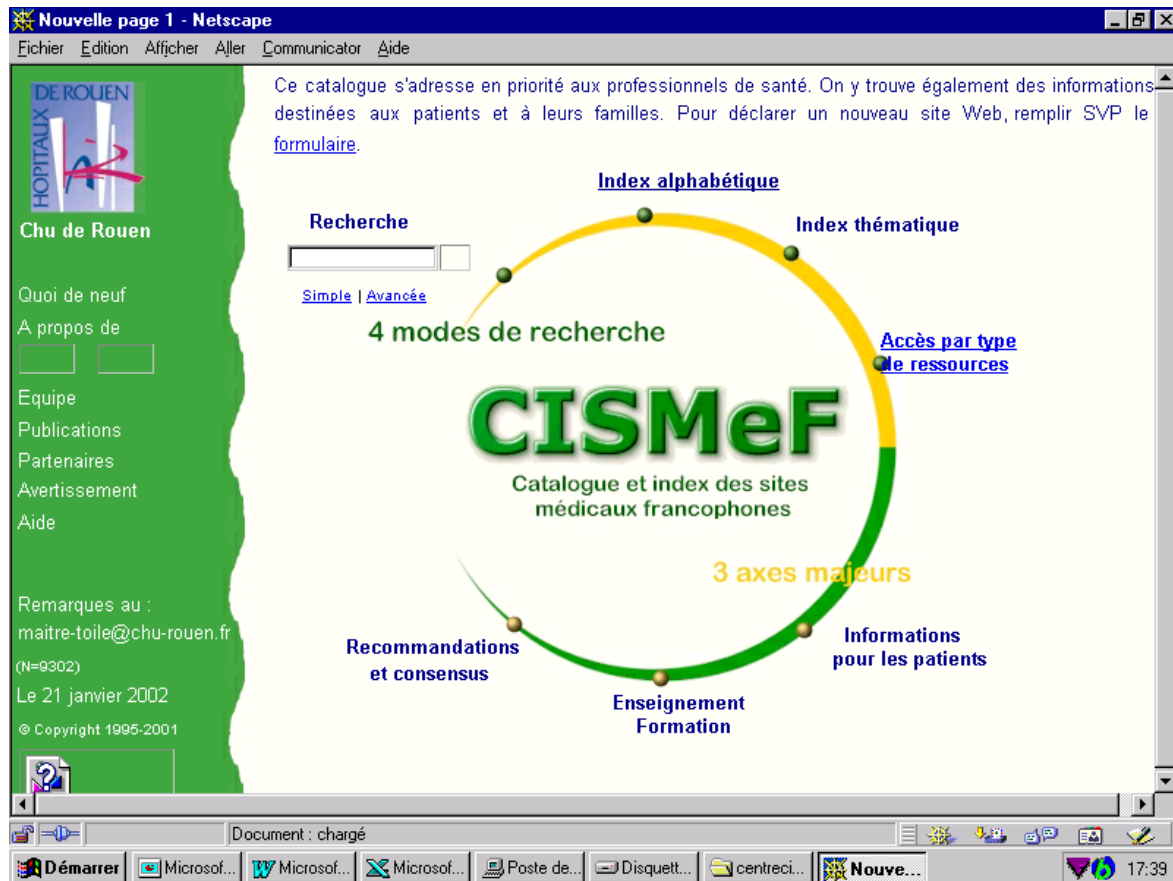 Nouvelle page 1 - Netscape
Fichier Edition Afficher Aller Communicator Aide
HOPITAUX
DE ROUEN
Chu de Rouen
Quoi de neuf
A propos de
Equipe
Publications
Partenaires
Avertissement
Aide
Remarques au :
maitre-toile@chu-rouen.fr
(N=9302)
Le 21 janvier 2002
© Copyright 1995-2001
Ce catalogue s'adresse en priorité aux professionnels de santé. On y trouve également des informations
destinées aux patients et à leurs familles. Pour déclarer un nouveau site Web, remplir SVP le
formulaire.
Index alphabétique
Recherche
Index thématique
Simple | Avancée
4 modes de recherche
Accès par type
de ressources
CISMeF
Catalogue et index des sites
médicaux francophones
3 axes majeurs
Recommandations
et consensus
Informations
pour les patients
Enseignement
Formation
Document : chargé
Démarrer Microsof... Microsof... Microsof... Poste de... Disquett... centreci... Nouve... 17:39